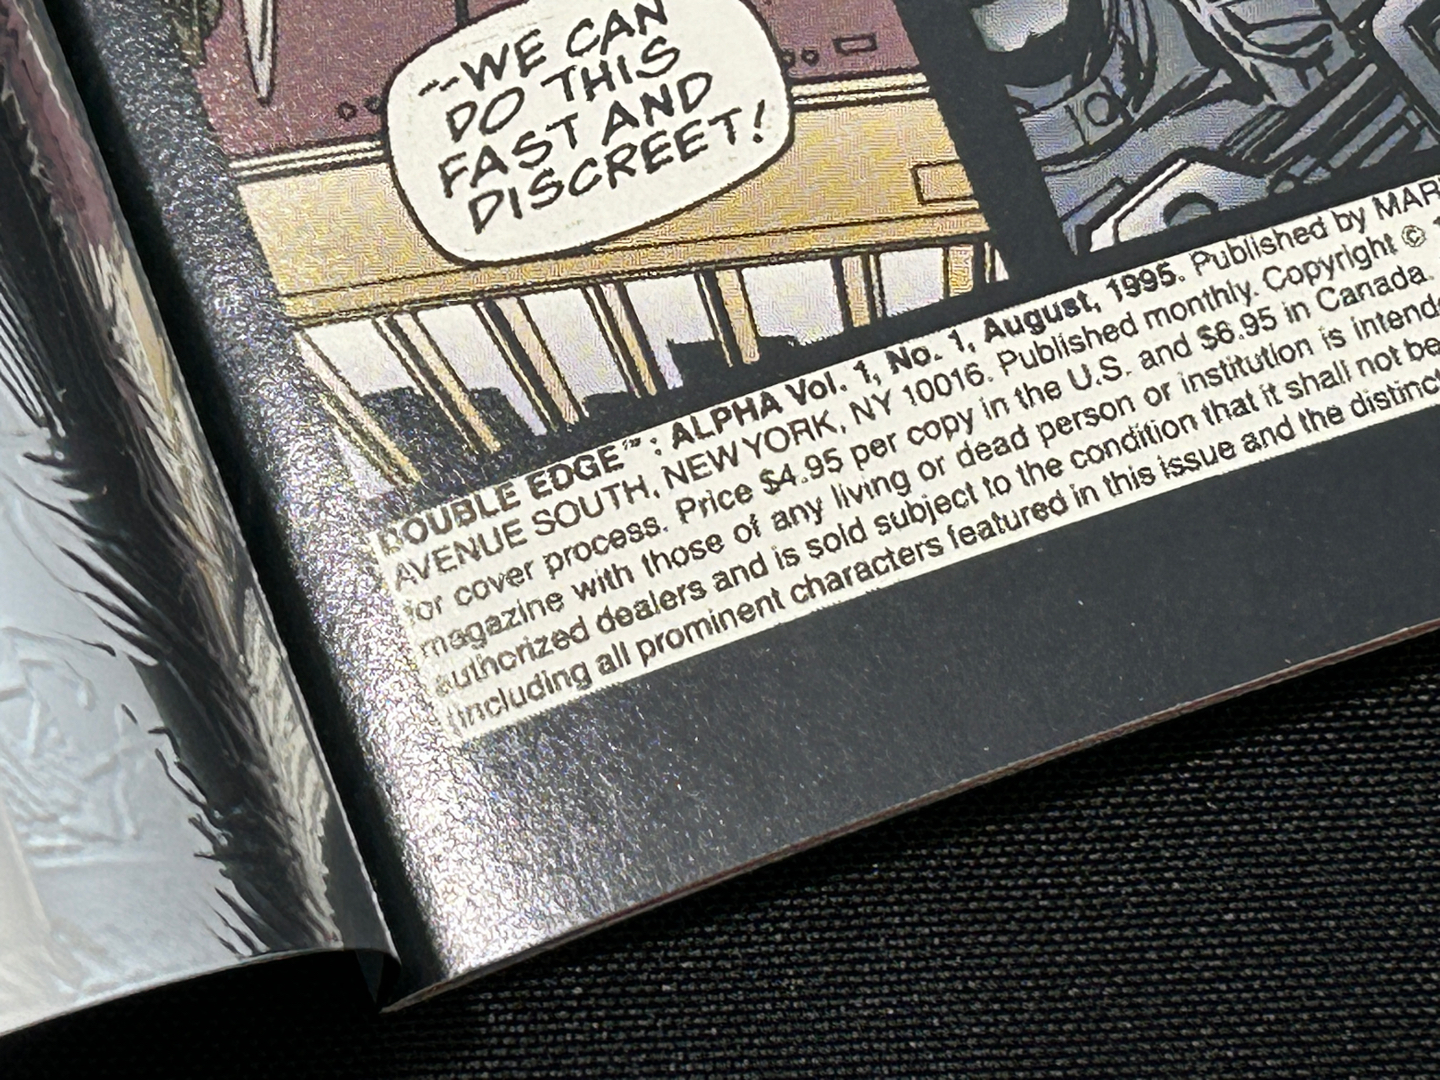 --WE CAN
DO THIS
FAST AND
DISCREET!
DOUBLE EDGE™: ALPHA Vol. 1, No. 1, August, 1995. Published by MAR
AVENUE SOUTH, NEW YORK, NY 10016. Published monthly. Copyright © 1
for cover process. Price $4.95 per copy in the U.S. and $6.95 in Canada.
magazine with those of any living or dead person or institution is intende
authorized dealers and is sold subject to the condition that it shall not be
(including all prominent characters featured in this issue and the distinct